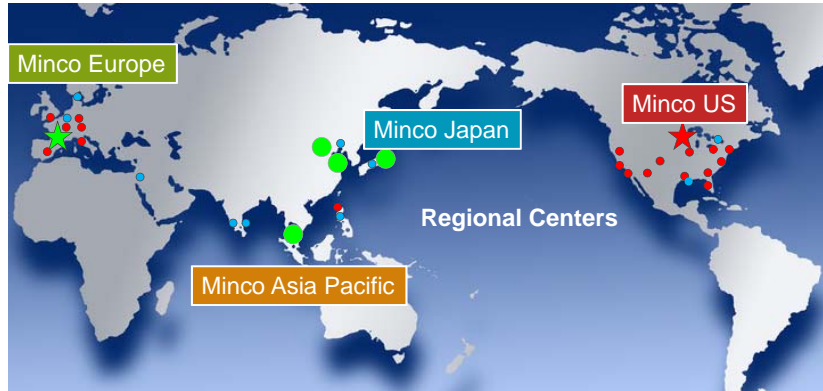 Minco Europe
Minco US
Minco Japan
Regional Centers
Minco Asia Pacific